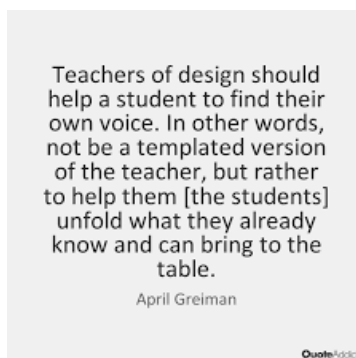 Teachers of design should
help a student to find their
own voice. In other words,
not be a templated version
of the teacher, but rather
to help them [the students]
unfold what they already
know and can bring to the
table.
April Greiman
QuoteAddic